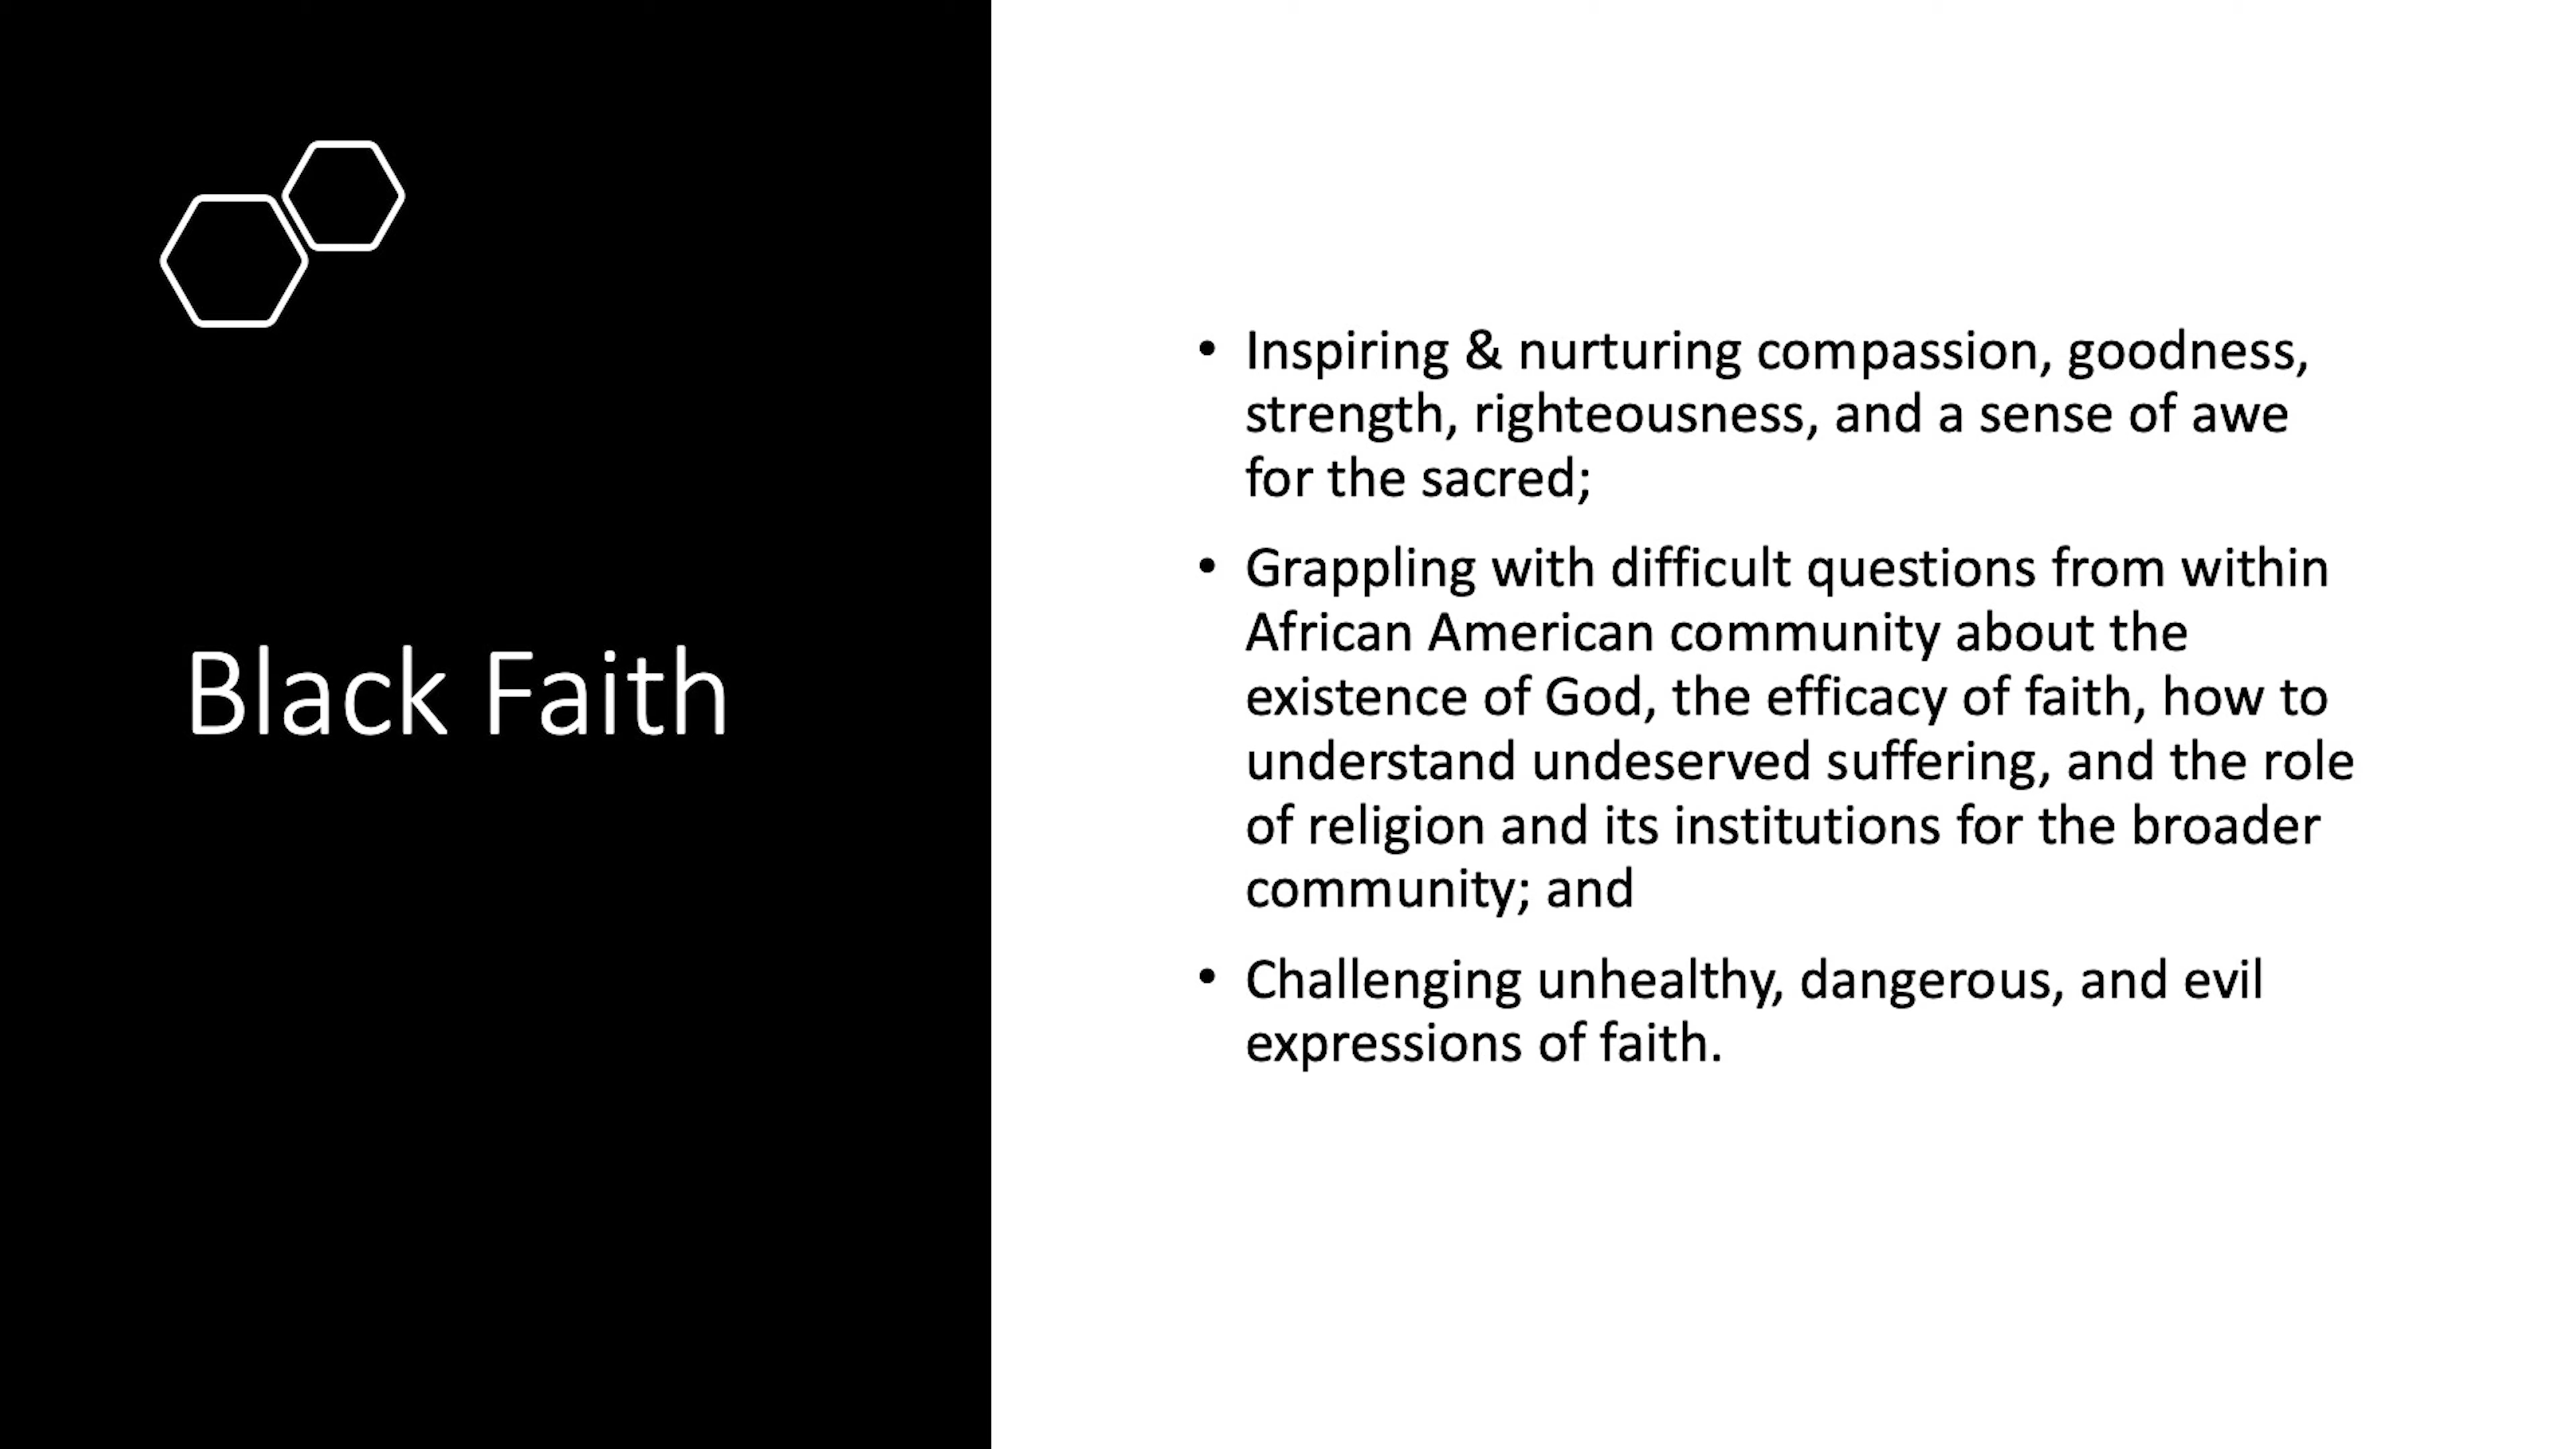 Black Faith
• Inspiring & nurturing compassion, goodness,
strength, righteousness, and a sense of awe
for the sacred;
• Grappling with difficult questions from within
African American community about the
existence of God, the efficacy of faith, how to
understand undeserved suffering, and the role
of religion and its institutions for the broader
community; and
• Challenging unhealthy, dangerous, and evil
expressions of faith.